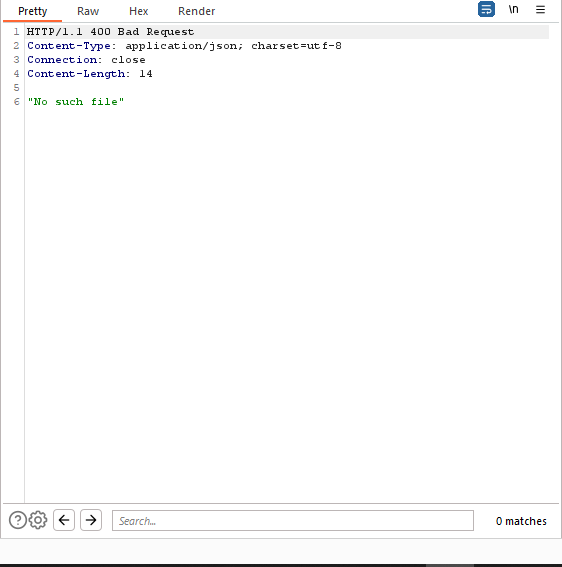 Pretty Raw Hex Render \n
1 HTTP/1.1 400 Bad Request
2 Content-Type: application/json; charset=utf-8
3 Connection: close
4 Content-Length: 14
5
6 "No such file"
? Search... 0 matches